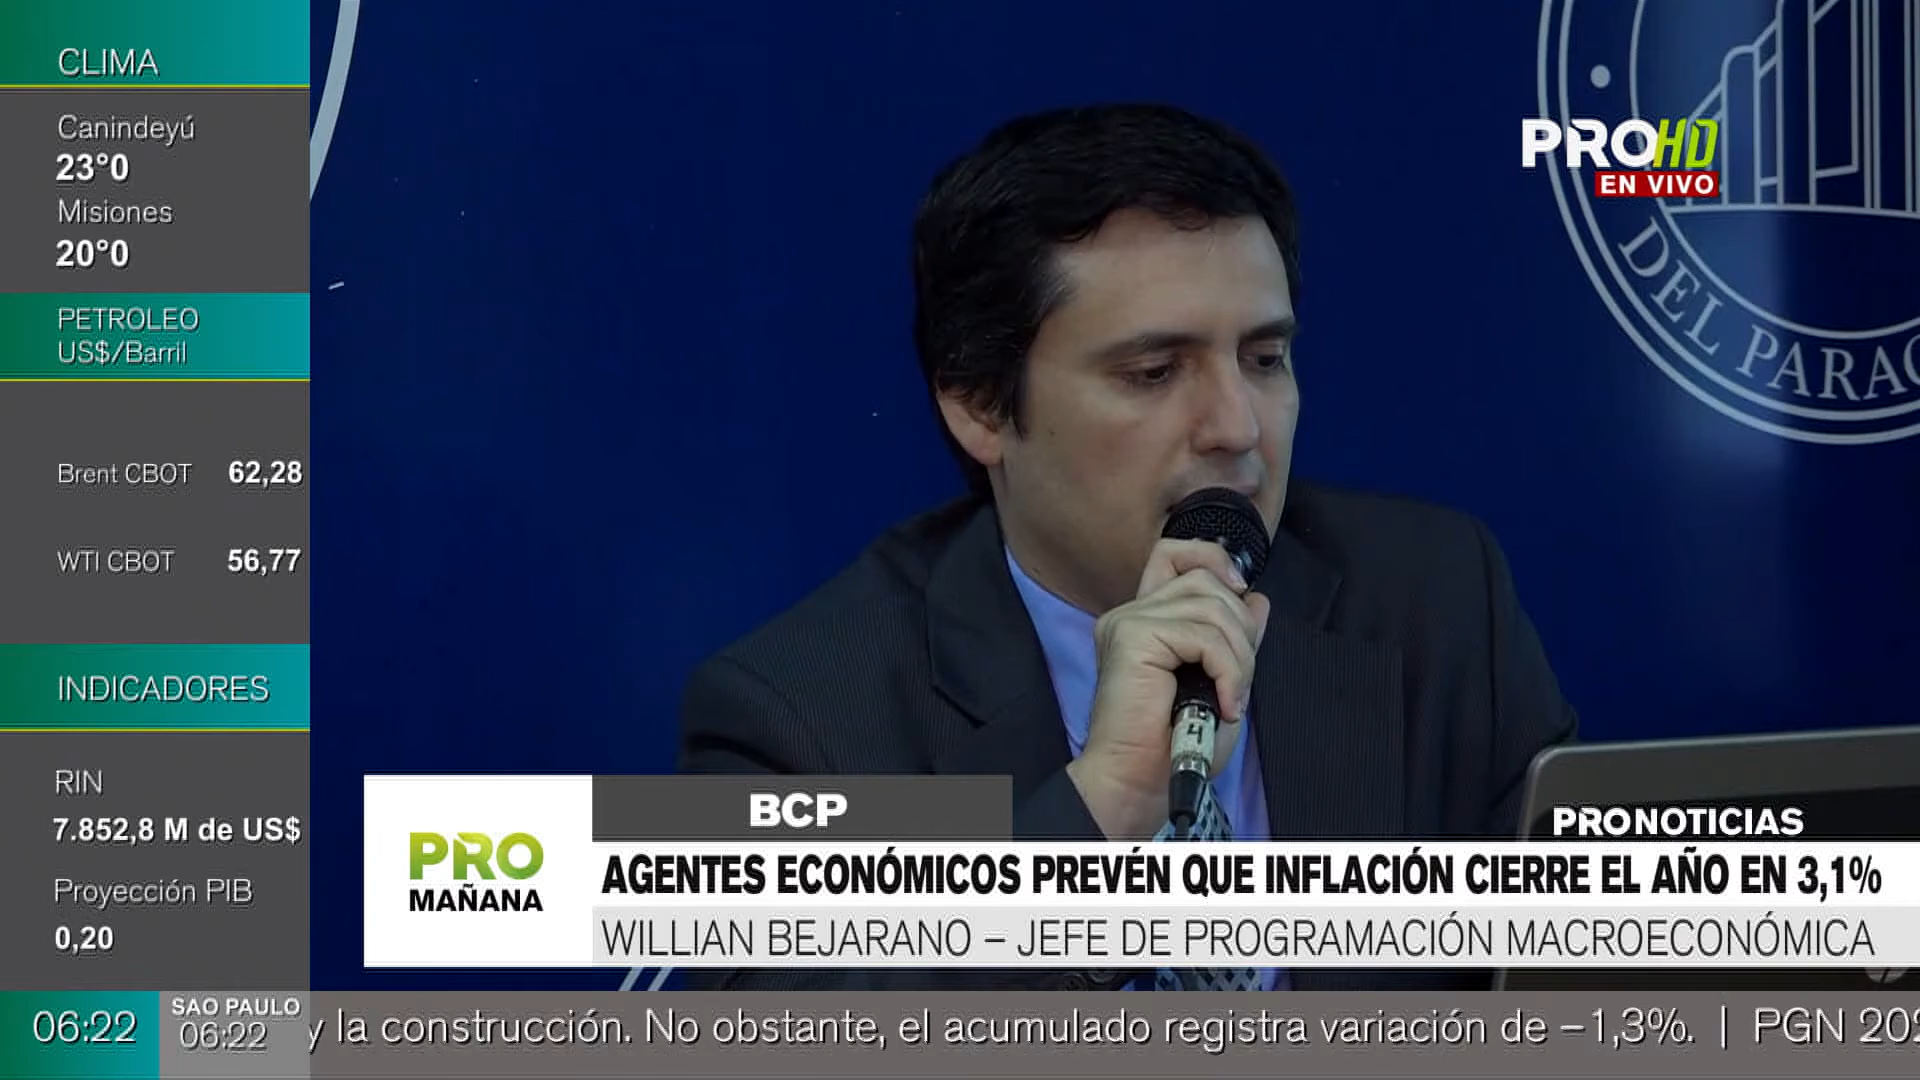 CLIMA
Canindeyú
23°0
Misiones
20°0
PETROLEO
US$/Barril
Brent CBOT 62,28
WTI CBOT 56,77
INDICADORES
RIN
7.852,8 M de US$
Proyección PIB
0,20
PROHD
EN VIVO
DEL PARAG
4
BCP
PRONOTICIAS
PRO
MAÑANA
AGENTES ECONÓMICOS PREVÉN QUE INFLACIÓN CIERRE EL AÑO EN 3,1%
WILLIAN BEJARANO – JEFE DE PROGRAMACIÓN MACROECONÓMICA
06:22
SAO PAULO
06:22
y la construcción. No obstante, el acumulado registra variación de –1,3%. | PGN 202